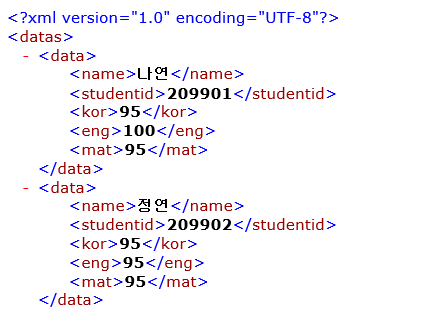 <?xml version="1.0" encoding="UTF-8"?>
<datas>
- <data>
<name>나연</name>
<studentid>209901</studentid>
<kor>95</kor>
<eng>100</eng>
<mat>95</mat>
</data>
- <data>
<name>정연</name>
<studentid>209902</studentid>
<kor>95</kor>
<eng>95</eng>
<mat>95</mat>
</data>